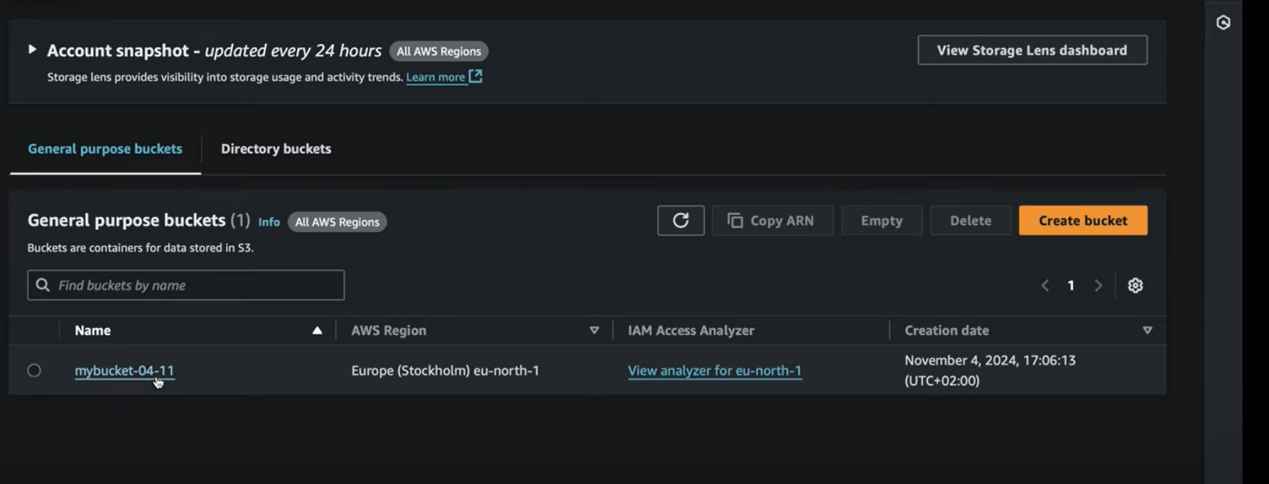 Account snapshot - updated every 24 hours All AWS Regions
View Storage Lens dashboard
Storage lens provides visibility into storage usage and activity trends. Learn more
General purpose buckets
Directory buckets
General purpose buckets (1) Info All AWS Regions
Copy ARN
Empty
Delete
Create bucket
Buckets are containers for data stored in S3.
Find buckets by name
1
Name
AWS Region
IAM Access Analyzer
Creation date
mybucket-04-11
Europe (Stockholm) eu-north-1
View analyzer for eu-north-1
November 4, 2024, 17:06:13
(UTC+02:00)